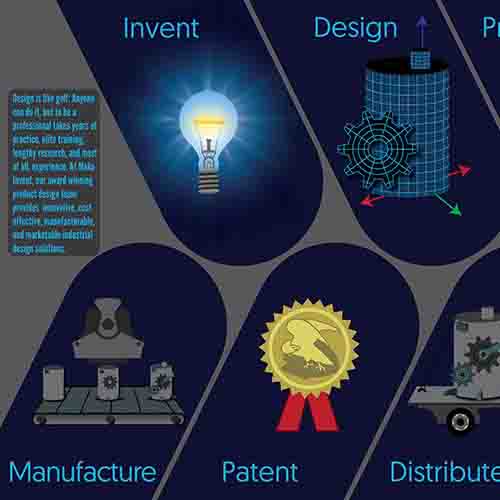 Invent
Design
Pr
Design is like golf: Anyone
can do it, but to be a
professional takes years of
practice, elite training,
lengthy research, and most
of all, experience. At Make
Invent, our award winning
product design team
provides innovative, cost
effective, manufacturable,
and marketable industrial
design solutions.
Manufacture
Patent
Distribute